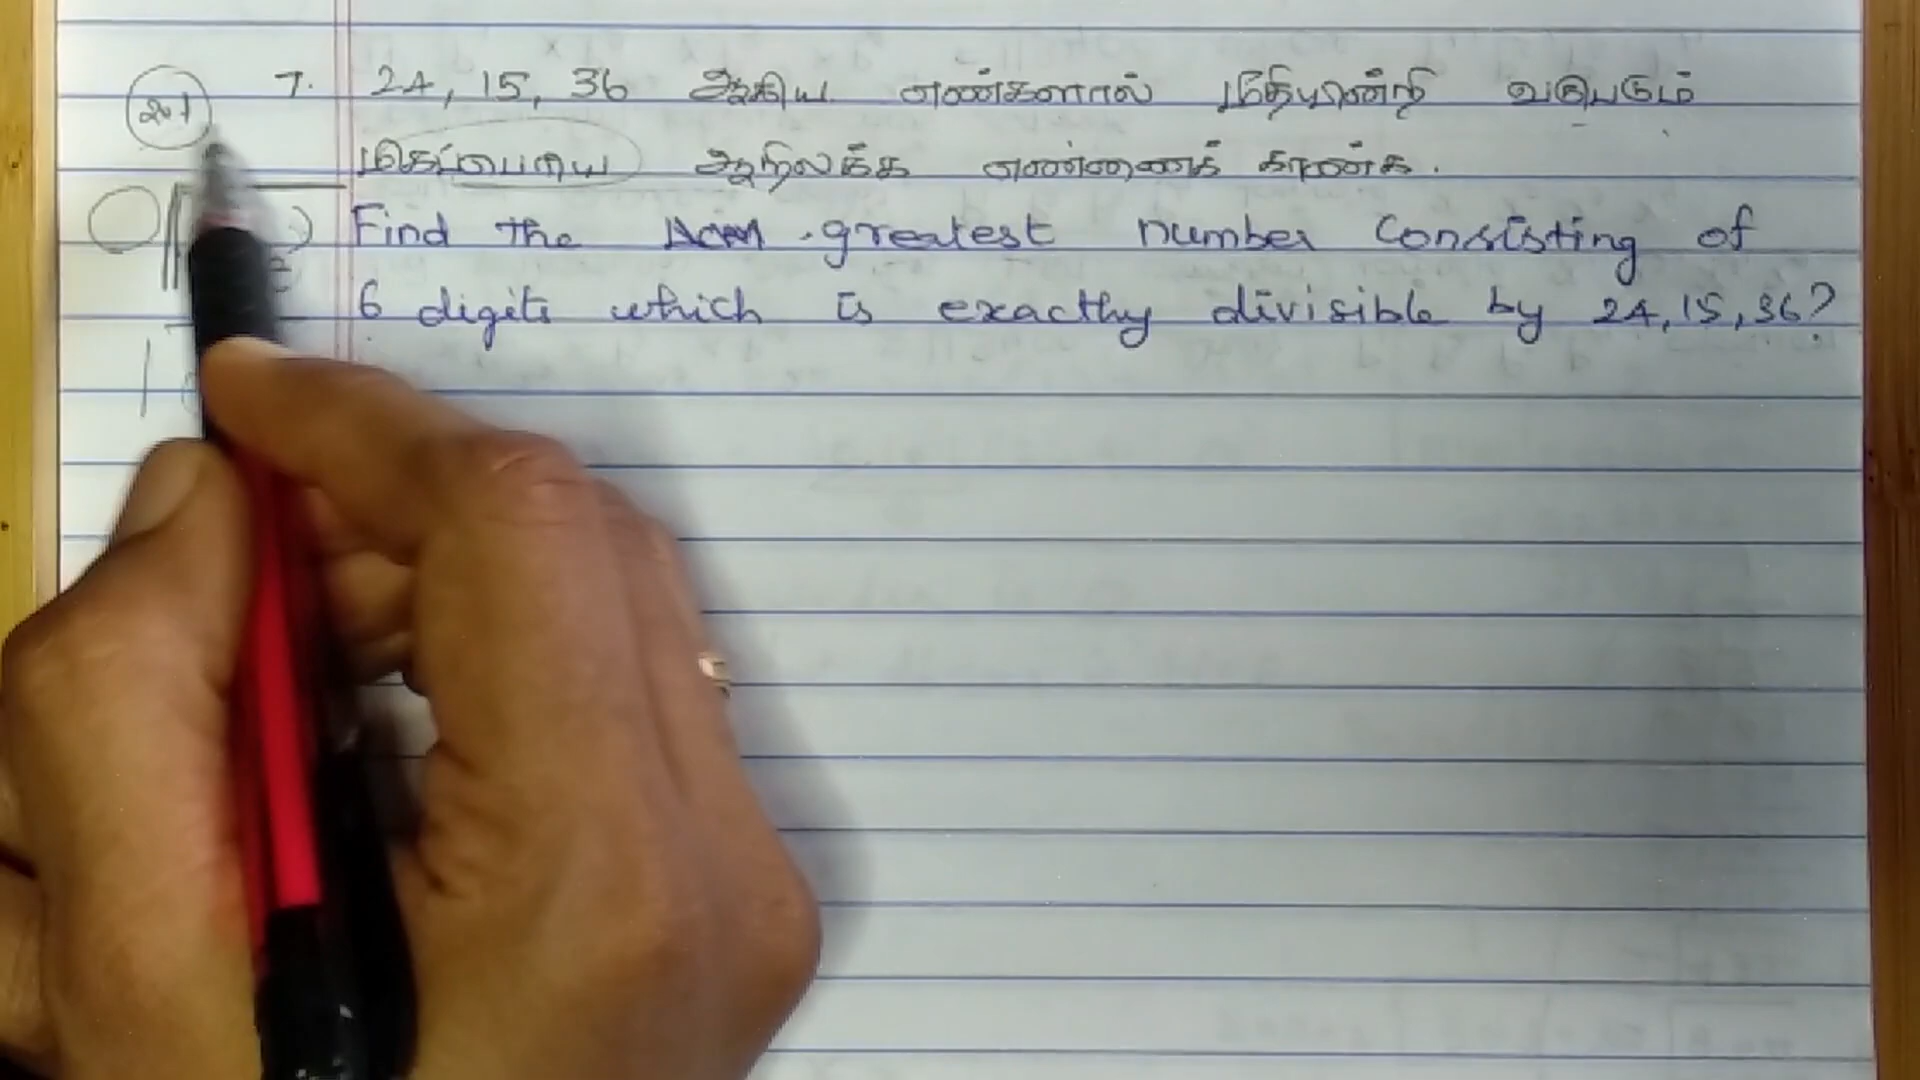 7. 24, 15, 36 ஆகிய எண்களால் மீதியின்றி வகுபடும்
மிகப்பெரிய ஆறிலக்க எண்ணைக் காண்க.
Find the greatest number consisting of
6 digits which is exacthy divisible by 24, 15, 36?